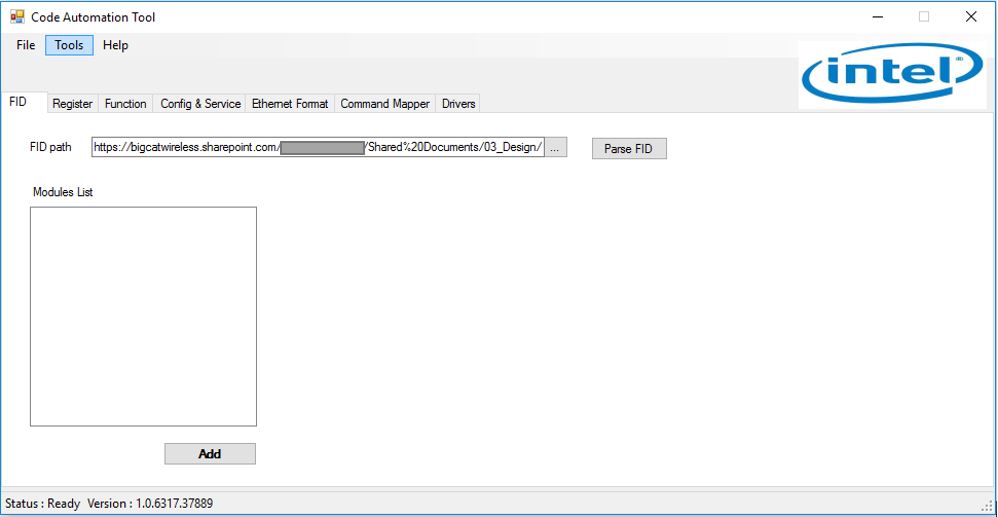 Code Automation Tool
File Tools Help
intel®
FID Register Function Config & Service Ethernet Format Command Mapper Drivers
FID path https://bigcatwireless.sharepoint.com/ /Shared%20Documents/03_Design/ ... Parse FID
Modules List
Add
Status : Ready Version : 1.0.6317.37889